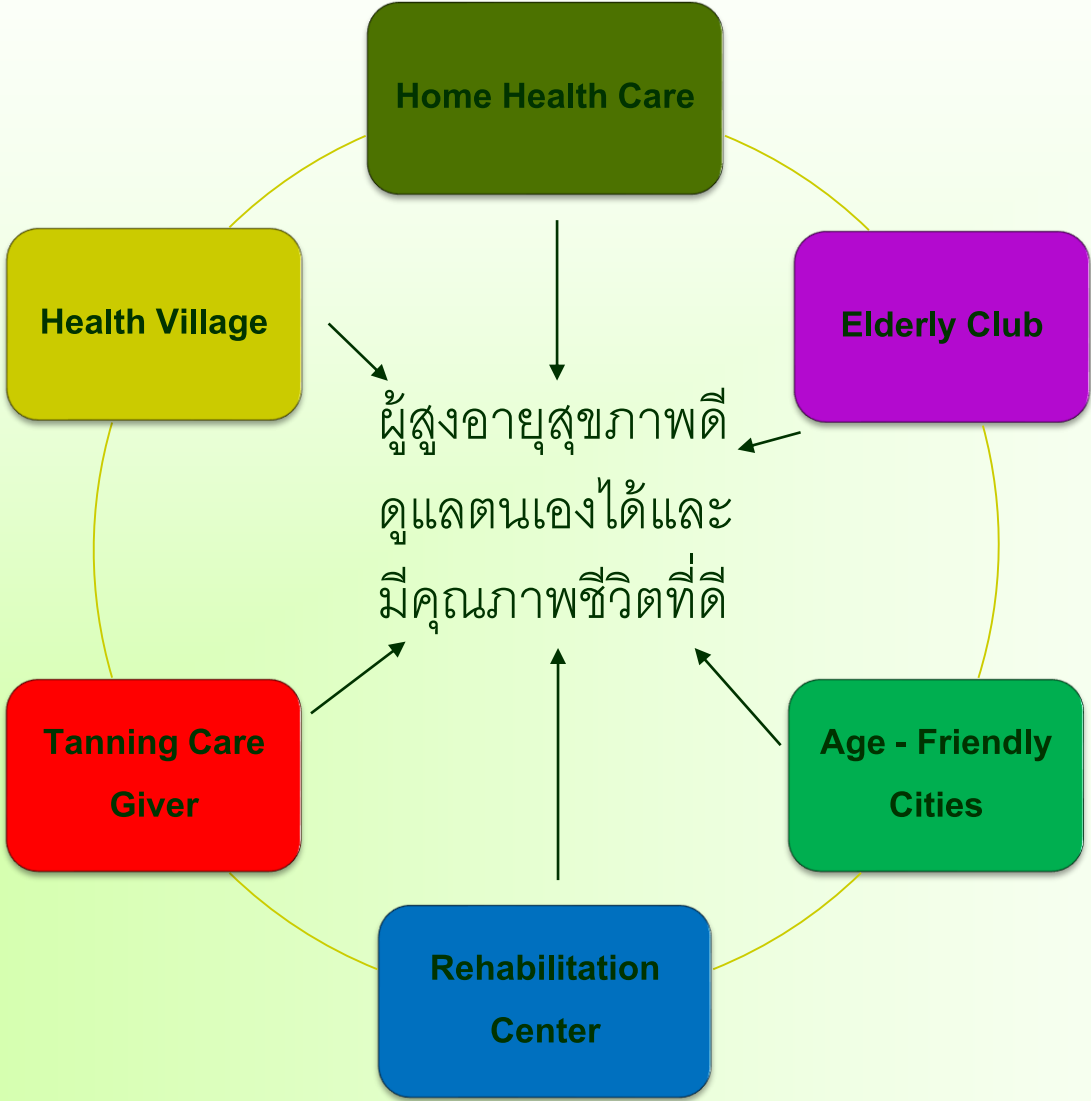 Home Health Care
Health Village
Elderly Club
ผู้สูงอายุสุขภาพดี
ดูแลตนเองได้และ
มีคุณภาพชีวิตที่ดี
Tanning Care
Giver
Age - Friendly
Cities
Rehabilitation
Center